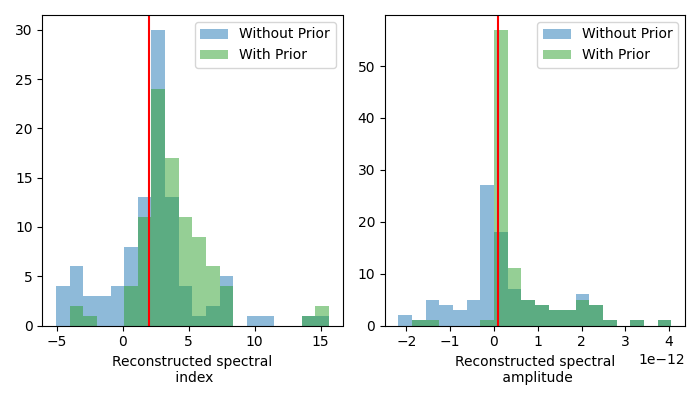 30
25
20
15
10
5
0
−5
0
5
10
15
Without Prior
With Prior
Reconstructed spectral
index
50
40
30
20
10
0
−2
−1
0
1
2
3
4
1e−12
Without Prior
With Prior
Reconstructed spectral
amplitude